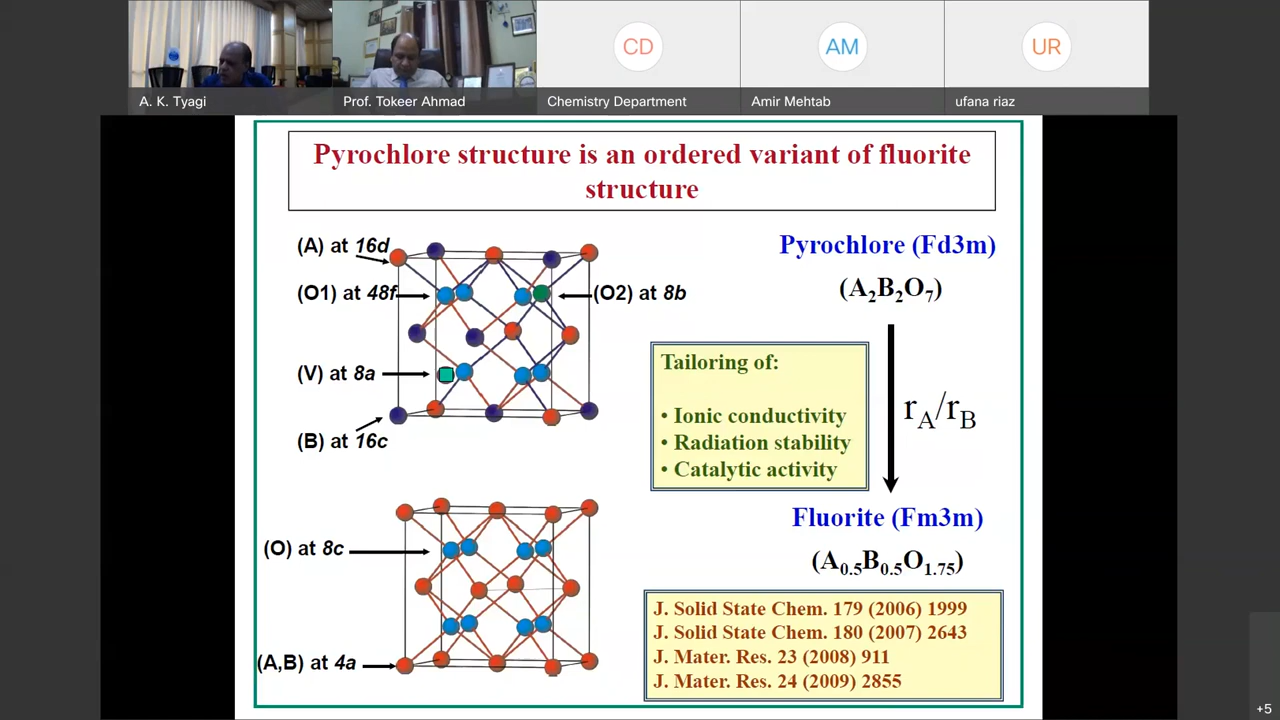 CD
AM
UR
A. K. Tyagi
Prof. Tokeer Ahmad
Chemistry Department
Amir Mehtab
ufana riaz
Pyrochlore structure is an ordered variant of fluorite
structure
(A) at 16d
(O1) at 48f
(O2) at 8b
(V) at 8a
(B) at 16c
Pyrochlore (Fd3m)
(A₂B₂O₇)
Tailoring of:
• Ionic conductivity
• Radiation stability
• Catalytic activity
r_A/r_B
Fluorite (Fm3m)
(A₀.₅B₀.₅O₁.₇₅)
(O) at 8c
(A,B) at 4a
J. Solid State Chem. 179 (2006) 1999
J. Solid State Chem. 180 (2007) 2643
J. Mater. Res. 23 (2008) 911
J. Mater. Res. 24 (2009) 2855
+5